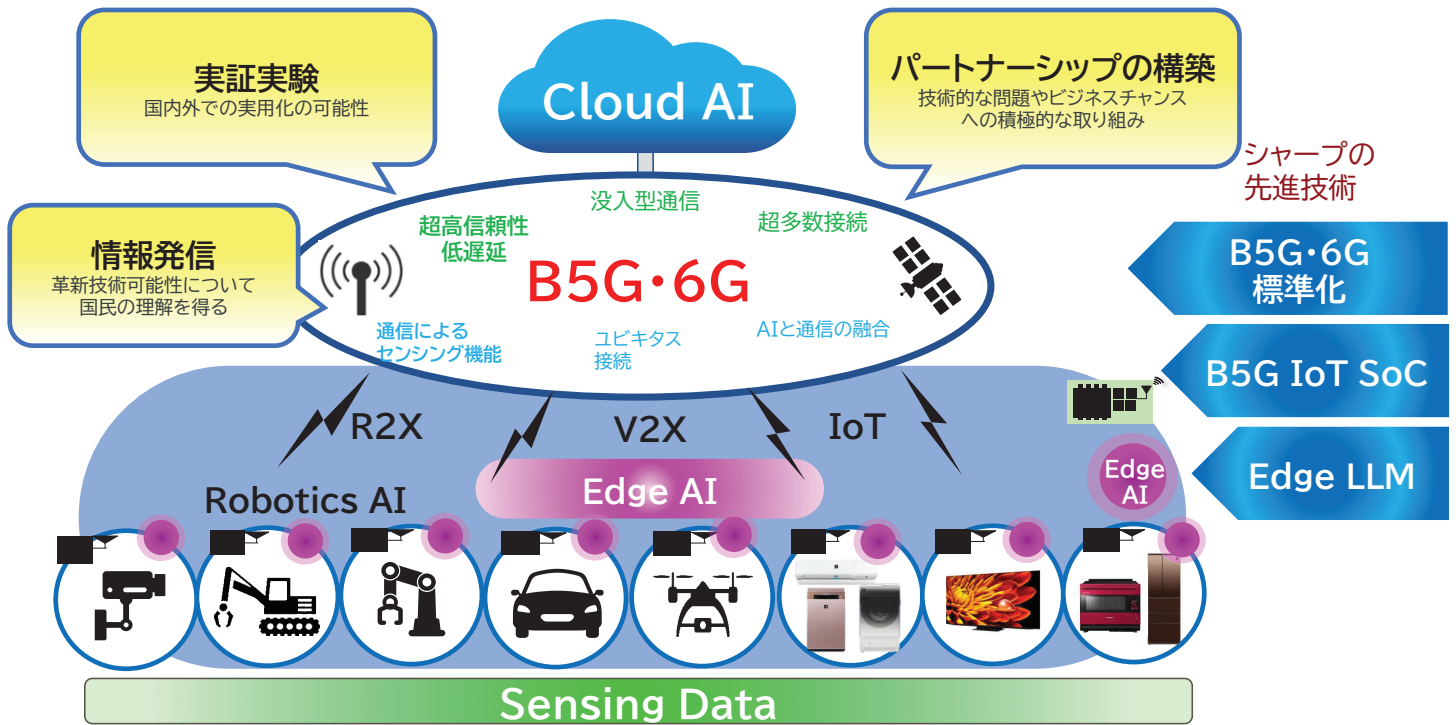 実証実験
国内外での実用化の可能性
Cloud AI
パートナーシップの構築
技術的な問題やビジネスチャンス
への積極的な取り組み
シャープの
先進技術
情報発信
革新技術可能性について
国民の理解を得る
没入型通信
超高信頼性
低遅延
超多数接続
B5G・6G
通信による
センシング機能
ユビキタス
接続
AIと通信の融合
B5G・6G
標準化
B5G IoT SoC
Edge LLM
R2X
V2X
IoT
Robotics AI
Edge AI
Edge
AI
Sensing Data